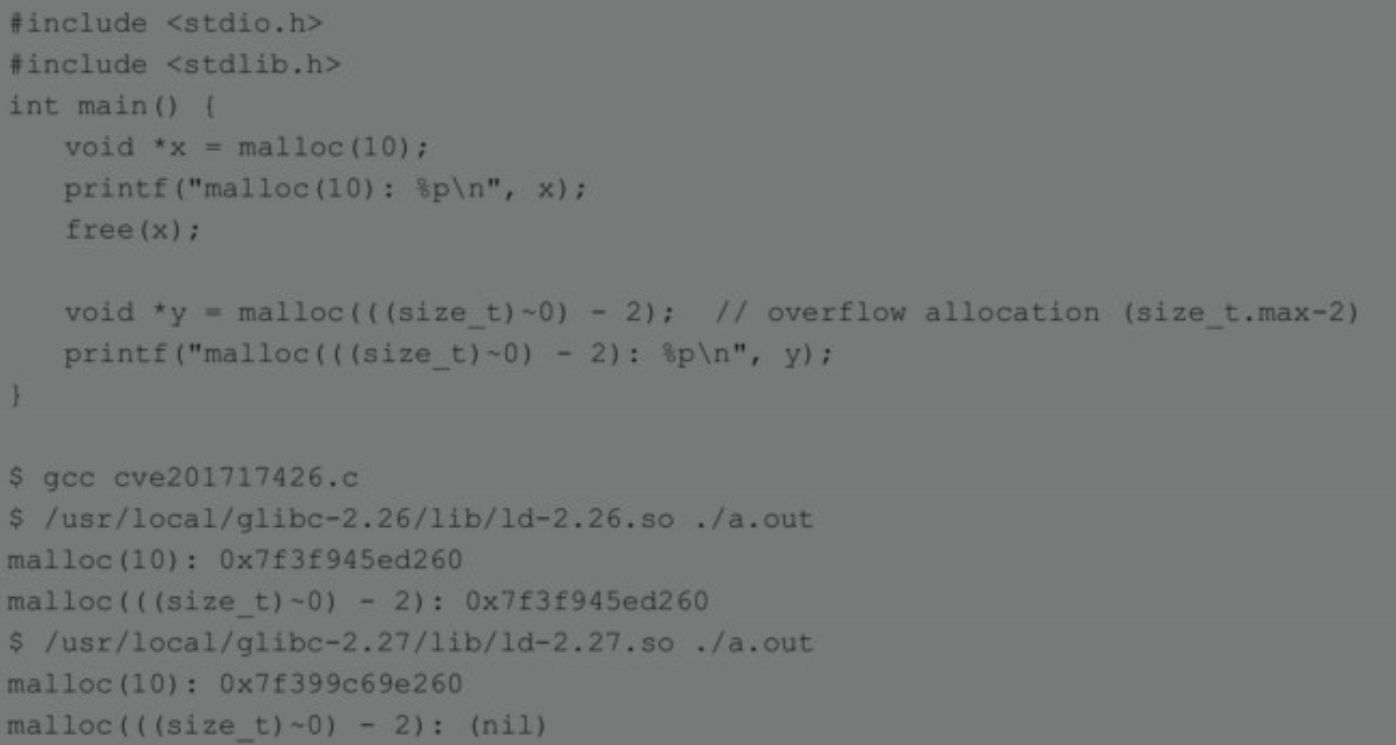 #include <stdio.h>
#include <stdlib.h>
int main() {
void *x = malloc(10);
printf("malloc(10): %p\n", x);
free(x);
void *y = malloc(((size_t)~0) - 2); // overflow allocation (size_t.max-2)
printf("malloc(((size_t)~0) - 2): %p\n", y);
}
$ gcc cve201717426.c
$ /usr/local/glibc-2.26/lib/ld-2.26.so ./a.out
malloc(10): 0x7f3f945ed260
malloc(((size_t)~0) - 2): 0x7f3f945ed260
$ /usr/local/glibc-2.27/lib/ld-2.27.so ./a.out
malloc(10): 0x7f399c69e260
malloc(((size_t)~0) - 2): (nil)